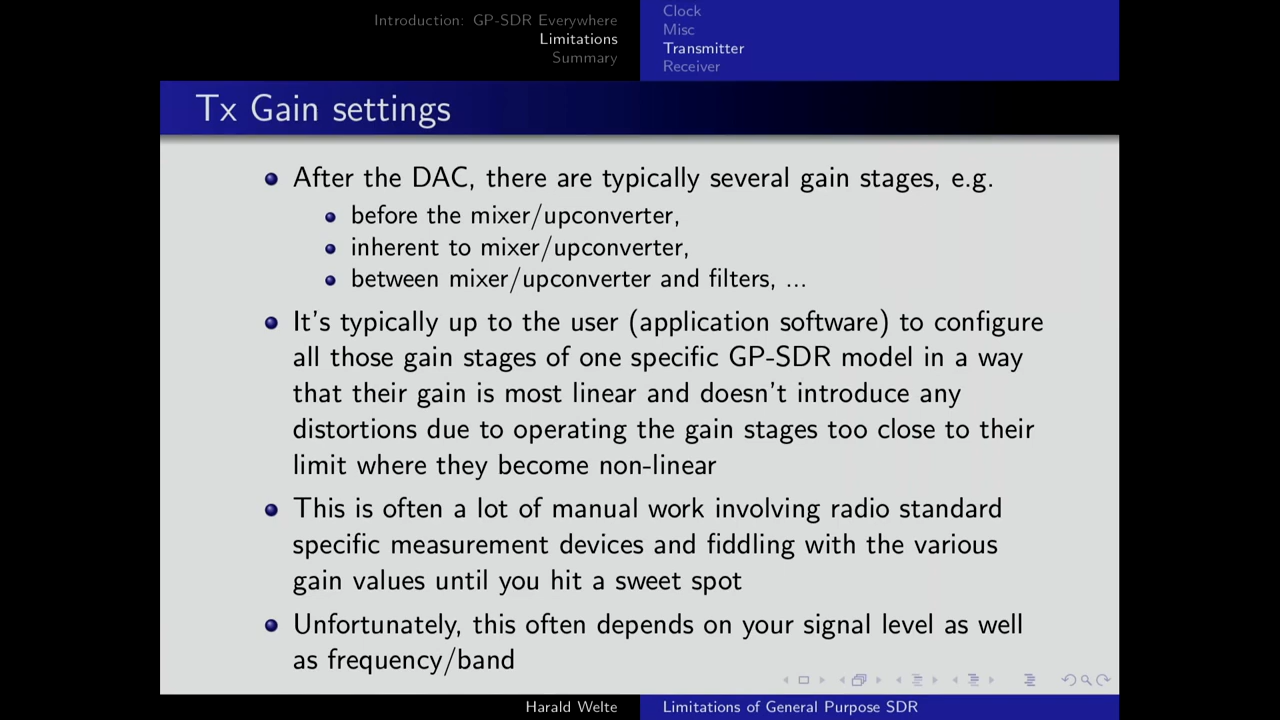 Introduction: GP-SDR Everywhere
Limitations
Summary
Clock
Misc
Transmitter
Receiver
Tx Gain settings
After the DAC, there are typically several gain stages, e.g.
before the mixer/upconverter,
inherent to mixer/upconverter,
between mixer/upconverter and filters, ...
It's typically up to the user (application software) to configure
all those gain stages of one specific GP-SDR model in a way
that their gain is most linear and doesn't introduce any
distortions due to operating the gain stages too close to their
limit where they become non-linear
This is often a lot of manual work involving radio standard
specific measurement devices and fiddling with the various
gain values until you hit a sweet spot
Unfortunately, this often depends on your signal level as well
as frequency/band
Harald Welte
Limitations of General Purpose SDR